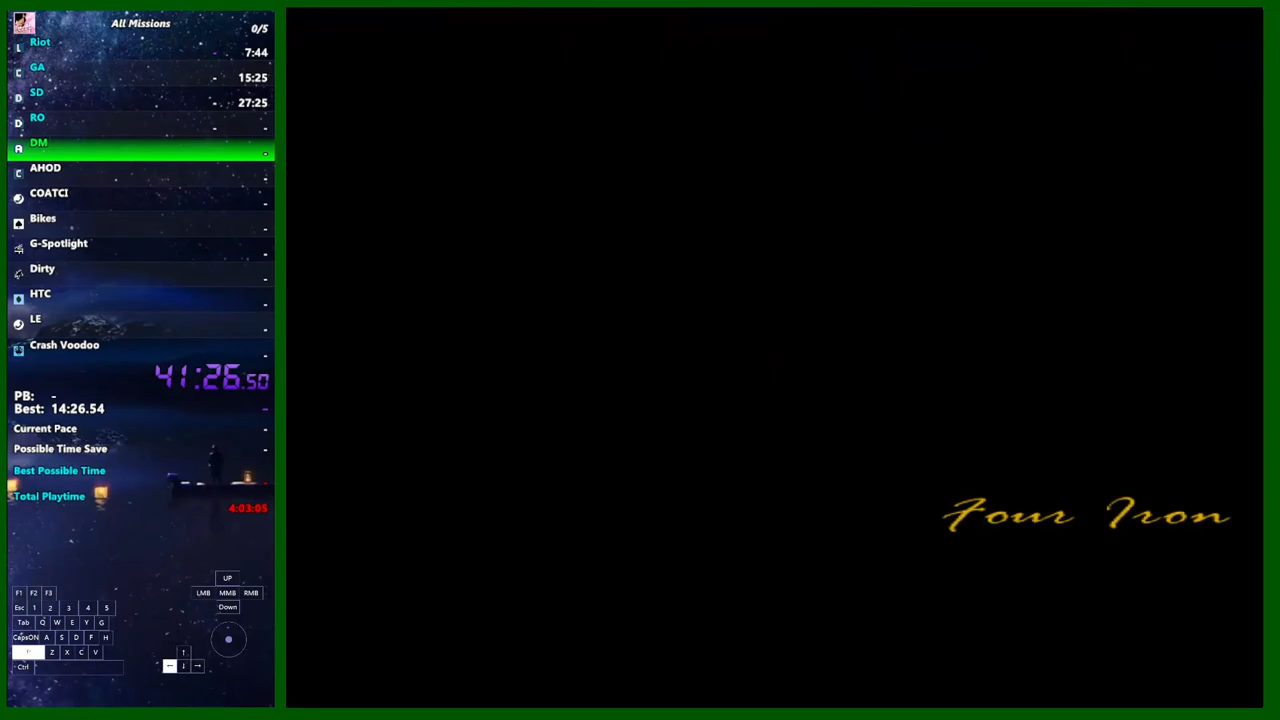 All Missions
0/5
Riot
- 7:44
GA
- 15:25
SD
- 27:25
RO
- -
DM
-
AHOD
-
COATCI
-
Bikes
-
G-Spotlight
-
Dirty
-
HTC
-
LE
-
Crash Voodoo
-
41:26.50
PB: -
Best: 14:26.54 -
Current Pace -
Possible Time Save -
Best Possible Time
Total Playtime
4:03:05
Four Iron
UP
F1 F2 F3 LMB MMB RMB
Esc 1 2 3 4 5 Down
Tab Q W E Y G
CapsON A S D F H
Z X C V ↑
Ctrl ← ↓ →